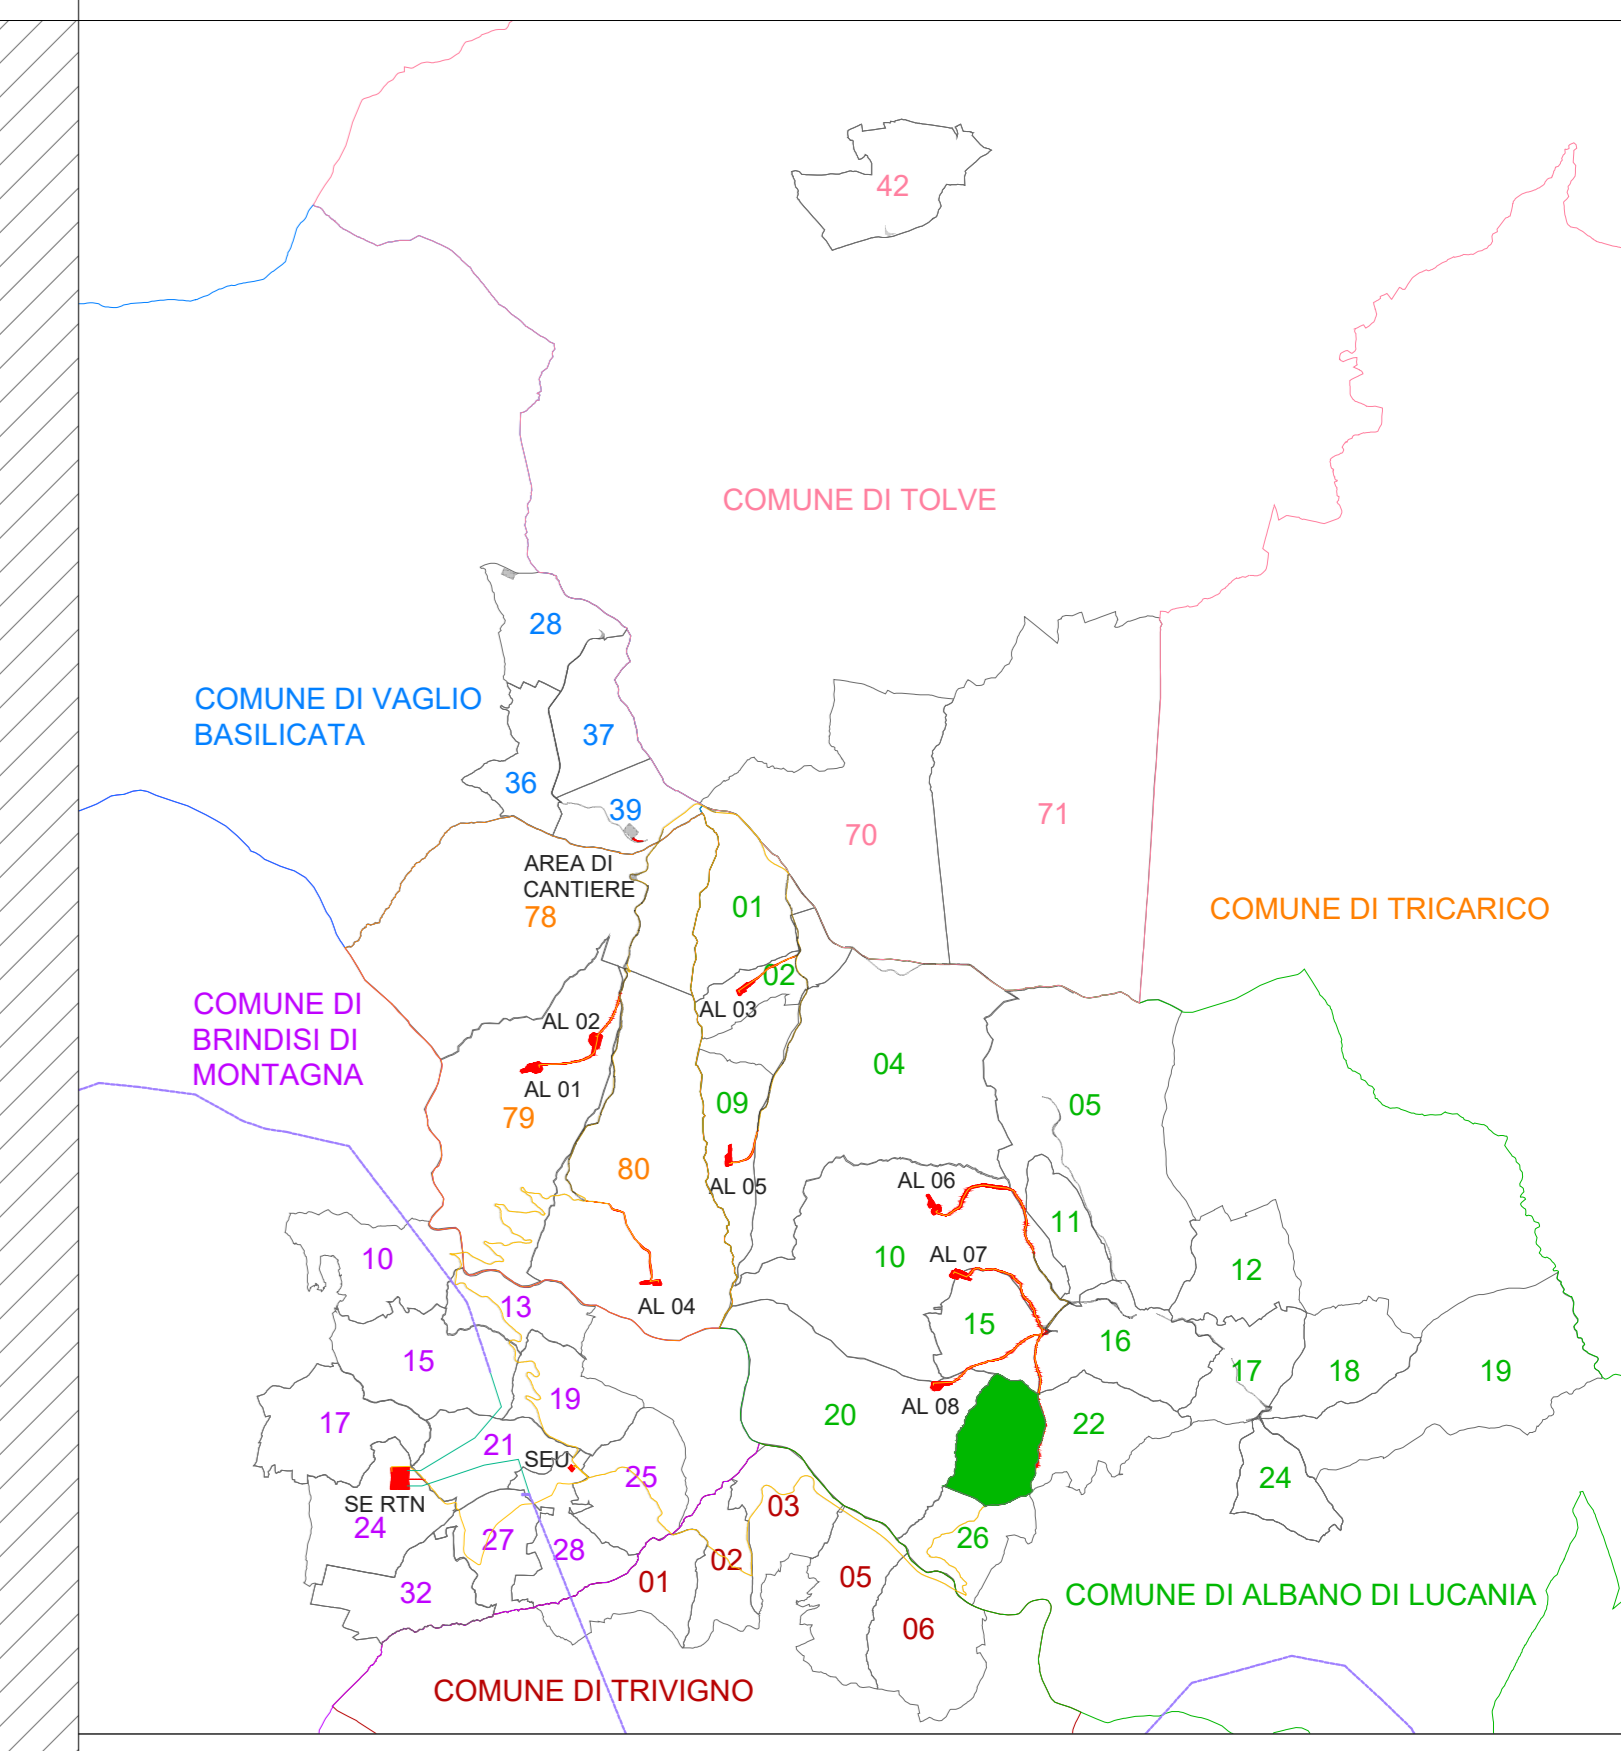 42
COMUNE DI TOLVE
28
COMUNE DI VAGLIO
BASILICATA
37
36
39
70
71
AREA DI
CANTIERE
78
01
COMUNE DI TRICARICO
02
AL 03
COMUNE DI
BRINDISI DI
MONTAGNA
AL 02
AL 01
79
04
05
09
80
AL 05
AL 06
11
10
10
AL 07
12
13
AL 04
15
16
15
17
18
19
19
AL 08
17
20
22
21
SEU
25
24
SE RTN
24
03
27
28
02
26
01
05
32
COMUNE DI ALBANO DI LUCANIA
06
COMUNE DI TRIVIGNO